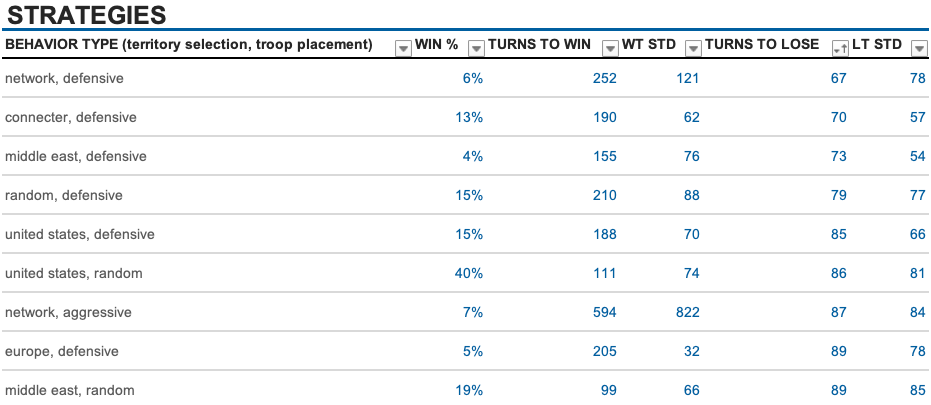 STRATEGIES
BEHAVIOR TYPE (territory selection, troop placement) WIN % TURNS TO WIN WT STD TURNS TO LOSE LT STD
network, defensive 6% 252 121 67 78
connecter, defensive 13% 190 62 70 57
middle east, defensive 4% 155 76 73 54
random, defensive 15% 210 88 79 77
united states, defensive 15% 188 70 85 66
united states, random 40% 111 74 86 81
network, aggressive 7% 594 822 87 84
europe, defensive 5% 205 32 89 78
middle east, random 19% 99 66 89 85